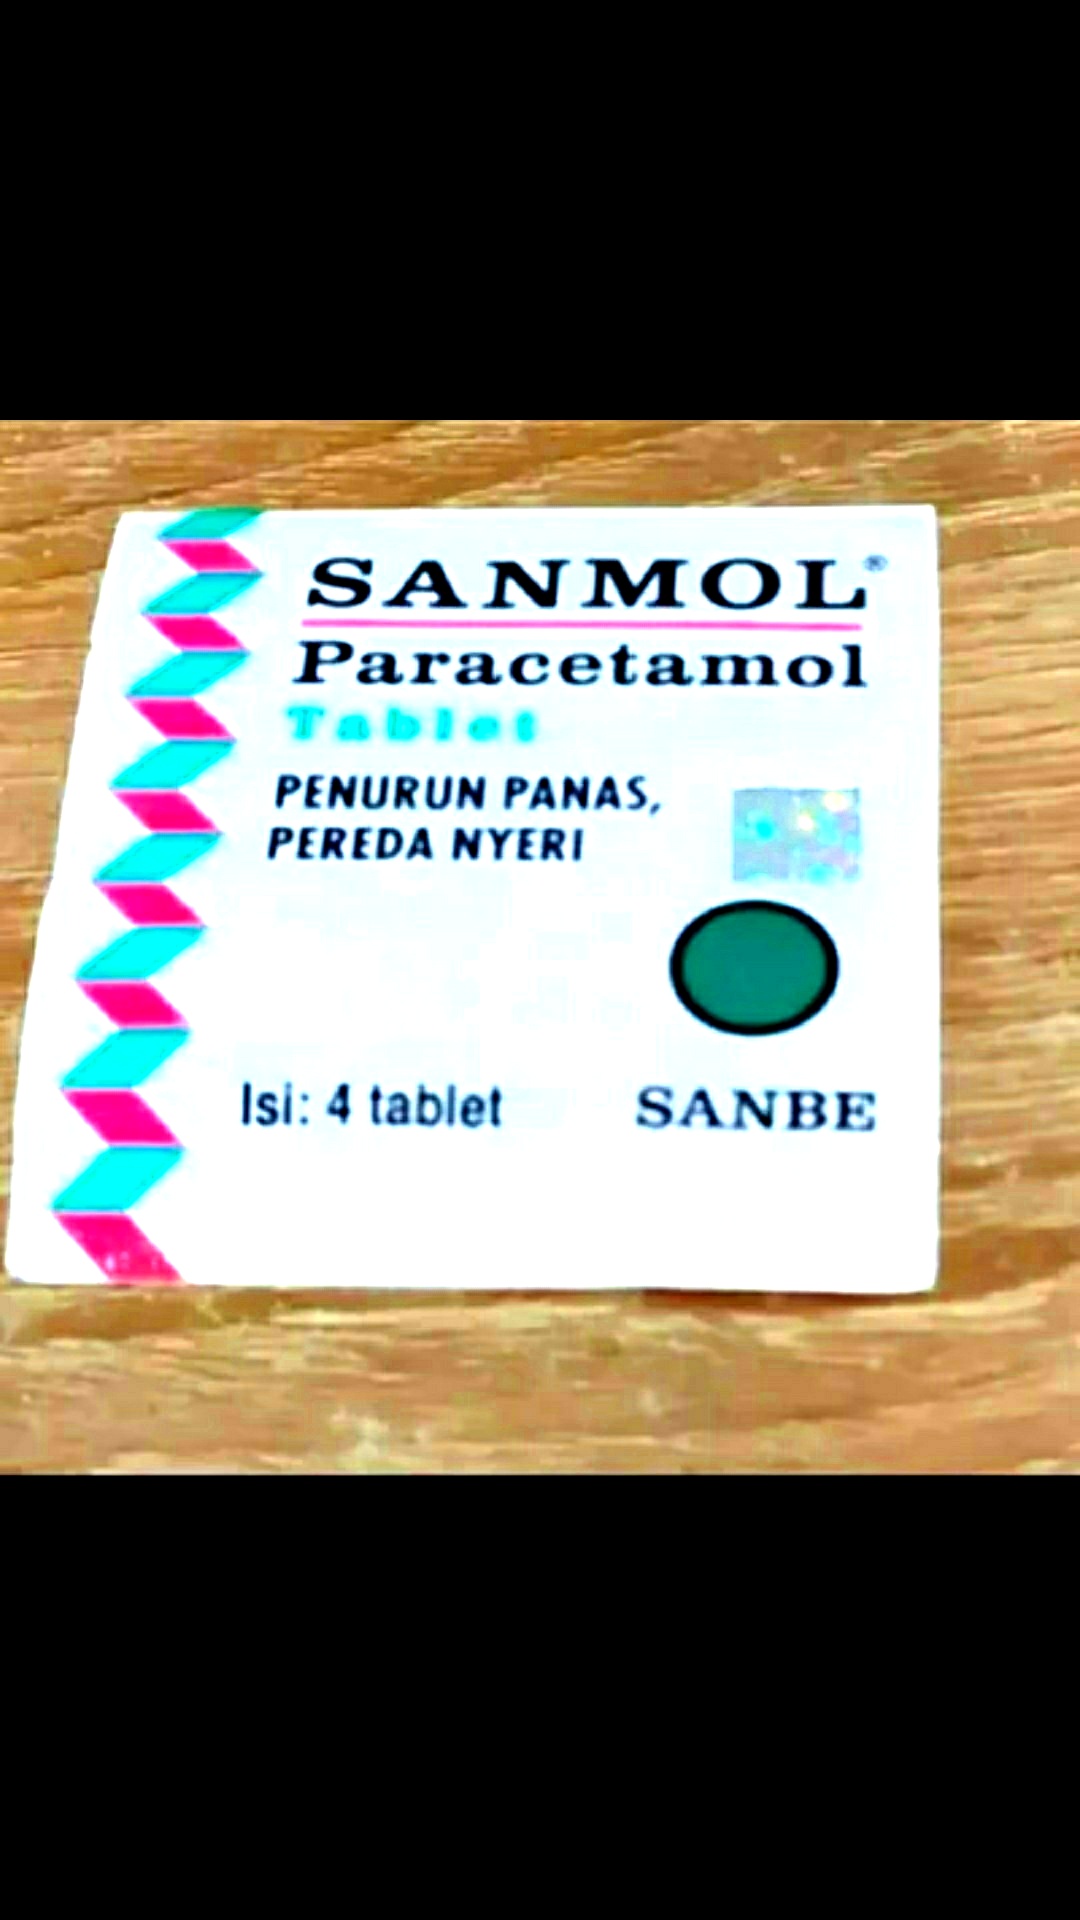 SANMOL®
Paracetamol
Tablet
PENURUN PANAS,
PEREDA NYERI
Isi: 4 tablet
SANBE